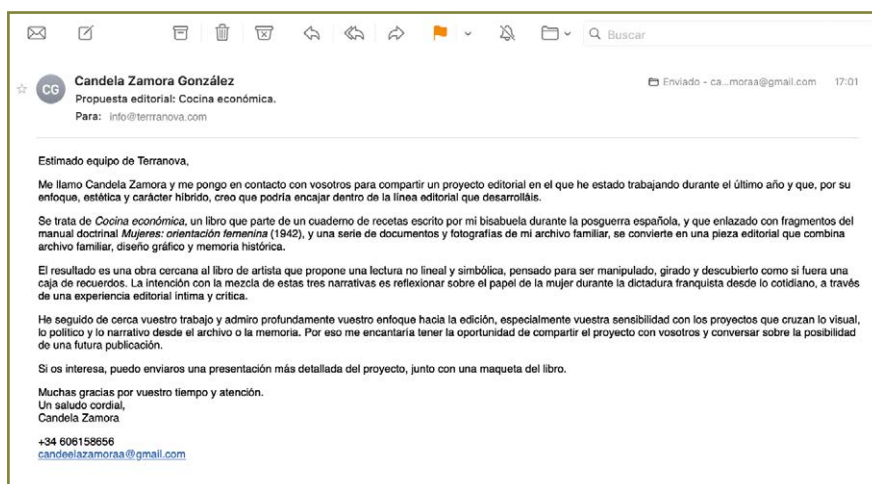 Buscar
CG
Candela Zamora González
Enviado - ca...moraa@gmail.com 17:01
Propuesta editorial: Cocina económica.
Para: info@terrranova.com
Estimado equipo de Terranova,
Me llamo Candela Zamora y me pongo en contacto con vosotros para compartir un proyecto editorial en el que he estado trabajando durante el último año y que, por su
enfoque, estética y carácter híbrido, creo que podría encajar dentro de la línea editorial que desarrolláis.
Se trata de Cocina económica, un libro que parte de un cuaderno de recetas escrito por mi bisabuela durante la posguerra española, y que enlazado con fragmentos del
manual doctrinal Mujeres: orientación femenina (1942), y una serie de documentos y fotografías de mi archivo familiar, se convierte en una pieza editorial que combina
archivo familiar, diseño gráfico y memoria histórica.
El resultado es una obra cercana al libro de artista que propone una lectura no lineal y simbólica, pensado para ser manipulado, girado y descubierto como si fuera una
caja de recuerdos. La intención con la mezcla de estas tres narrativas es reflexionar sobre el papel de la mujer durante la dictadura franquista desde lo cotidiano, a través
de una experiencia editorial íntima y crítica.
He seguido de cerca vuestro trabajo y admiro profundamente vuestro enfoque hacia la edición, especialmente vuestra sensibilidad con los proyectos que cruzan lo visual,
lo político y lo narrativo desde el archivo o la memoria. Por eso me encantaría tener la oportunidad de compartir el proyecto con vosotros y conversar sobre la posibilidad
de una futura publicación.
Si os interesa, puedo enviaros una presentación más detallada del proyecto, junto con una maqueta del libro.
Muchas gracias por vuestro tiempo y atención.
Un saludo cordial,
Candela Zamora
+34 606158656
candeelazamoraa@gmail.com